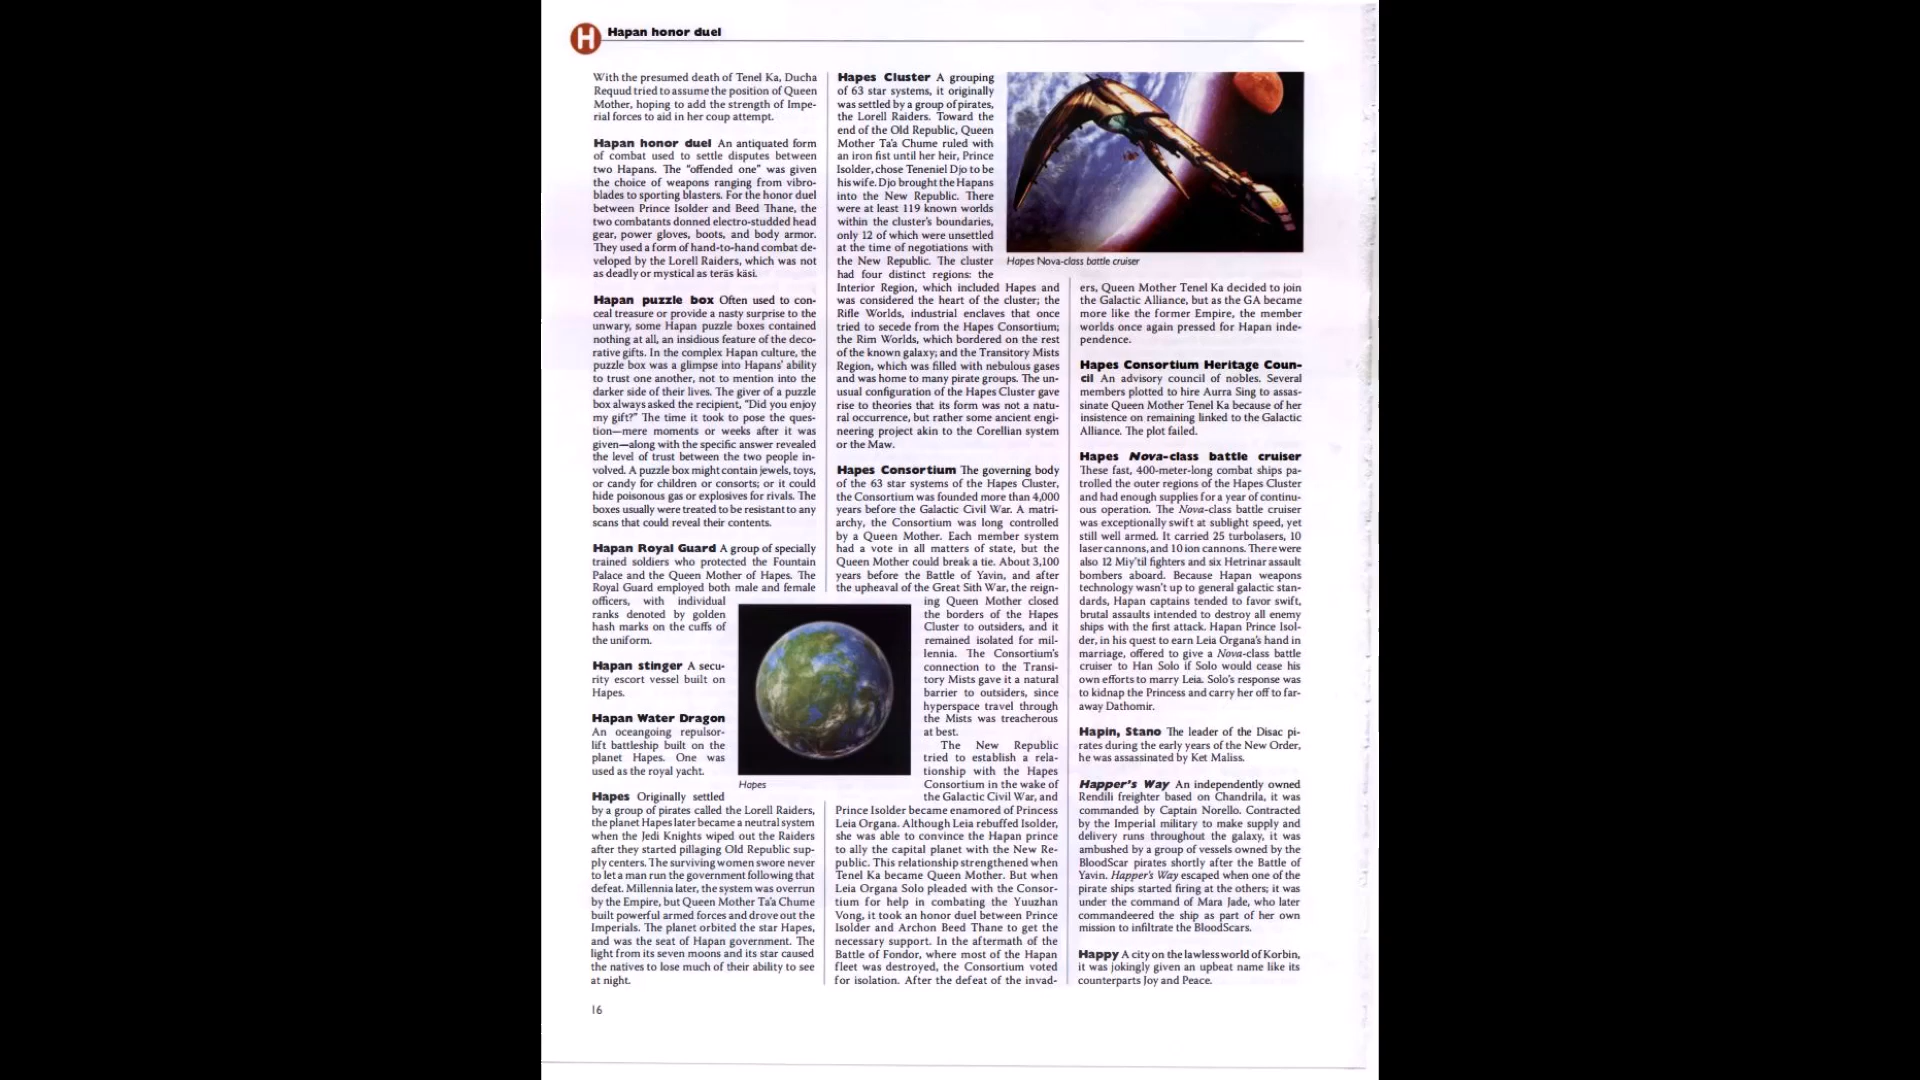 H Hapan honor duel
With the presumed death of Tenel Ka, Ducha
Requud tried to assume the position of Queen
Mother, hoping to add the strength of Impe-
rial forces to aid in her coup attempt.
Hapan honor duel An antiquated form
of combat used to settle disputes between
two Hapans. The “offended one” was given
the choice of weapons ranging from vibro-
blades to sporting blasters. For the honor duel
between Prince Isolder and Beed Thane, the
two combatants donned electro-studded head
gear, power gloves, boots, and body armor.
They used a form of hand-to-hand combat de-
veloped by the Lorell Raiders, which was not
as deadly or mystical as teräs käsi.
Hapan puzzle box Often used to con-
ceal treasure or provide a nasty surprise to the
unwary, some Hapan puzzle boxes contained
nothing at all, an insidious feature of the deco-
rative gifts. In the complex Hapan culture, the
puzzle box was a glimpse into Hapans' ability
to trust one another, not to mention into the
darker side of their lives. The giver of a puzzle
box always asked the recipient, “Did you enjoy
my gift?” The time it took to pose the ques-
tion—mere moments or weeks after it was
given—along with the specific answer revealed
the level of trust between the two people in-
volved. A puzzle box might contain jewels, toys,
or candy for children or consorts; or it could
hide poisonous gas or explosives for rivals. The
boxes usually were treated to be resistant to any
scans that could reveal their contents.
Hapan Royal Guard A group of specially
trained soldiers who protected the Fountain
Palace and the Queen Mother of Hapes. The
Royal Guard employed both male and female
officers, with individual
ranks denoted by golden
hash marks on the cuffs of
the uniform.
Hapan stinger A secu-
rity escort vessel built on
Hapes.
Hapan Water Dragon
An oceangoing repulsor-
lift battleship built on the
planet Hapes. One was
used as the royal yacht.
Hapes
Hapes Originally settled
by a group of pirates called the Lorell Raiders,
the planet Hapes later became a neutral system
when the Jedi Knights wiped out the Raiders
after they started pillaging Old Republic sup-
ply centers. The surviving women swore never
to let a man run the government following that
defeat. Millennia later, the system was overrun
by the Empire, but Queen Mother Ta'a Chume
built powerful armed forces and drove out the
Imperials. The planet orbited the star Hapes,
and was the seat of Hapan government. The
light from its seven moons and its star caused
the natives to lose much of their ability to see
at night.
Hapes Cluster A grouping
of 63 star systems, it originally
was settled by a group of pirates,
the Lorell Raiders. Toward the
end of the Old Republic, Queen
Mother Ta'a Chume ruled with
an iron fist until her heir, Prince
Isolder, chose Teneniel Djo to be
his wife. Djo brought the Hapans
into the New Republic. There
were at least 119 known worlds
within the cluster's boundaries,
only 12 of which were unsettled
at the time of negotiations with
the New Republic. The cluster
had four distinct regions: the
Interior Region, which included Hapes and
was considered the heart of the cluster; the
Rifle Worlds, industrial enclaves that once
tried to secede from the Hapes Consortium;
the Rim Worlds, which bordered on the rest
of the known galaxy; and the Transitory Mists
Region, which was filled with nebulous gases
and was home to many pirate groups. The un-
usual configuration of the Hapes Cluster gave
rise to theories that its form was not a natu-
ral occurrence, but rather some ancient engi-
neering project akin to the Corellian system
or the Maw.
Hapes Consortium The governing body
of the 63 star systems of the Hapes Cluster,
the Consortium was founded more than 4,000
years before the Galactic Civil War. A matri-
archy, the Consortium was long controlled
by a Queen Mother. Each member system
had a vote in all matters of state, but the
Queen Mother could break a tie. About 3,100
years before the Battle of Yavin, and after
the upheaval of the Great Sith War, the reign-
ing Queen Mother closed
the borders of the Hapes
Cluster to outsiders, and it
remained isolated for mil-
lennia. The Consortium's
connection to the Transi-
tory Mists gave it a natural
barrier to outsiders, since
hyperspace travel through
the Mists was treacherous
at best.
The New Republic
tried to establish a rela-
tionship with the Hapes
Consortium in the wake of
the Galactic Civil War, and
Prince Isolder became enamored of Princess
Leia Organa. Although Leia rebuffed Isolder,
she was able to convince the Hapan prince
to ally the capital planet with the New Re-
public. This relationship strengthened when
Tenel Ka became Queen Mother. But when
Leia Organa Solo pleaded with the Consor-
tium for help in combating the Yuuzhan
Vong, it took an honor duel between Prince
Isolder and Archon Beed Thane to get the
necessary support. In the aftermath of the
Battle of Fondor, where most of the Hapan
fleet was destroyed, the Consortium voted
for isolation. After the defeat of the invad-
Hapes Nova-class battle cruiser
ers, Queen Mother Tenel Ka decided to join
the Galactic Alliance, but as the GA became
more like the former Empire, the member
worlds once again pressed for Hapan inde-
pendence.
Hapes Consortium Heritage Coun-
cil An advisory council of nobles. Several
members plotted to hire Aurra Sing to assas-
sinate Queen Mother Tenel Ka because of her
insistence on remaining linked to the Galactic
Alliance. The plot failed.
Hapes Nova-class battle cruiser
These fast, 400-meter-long combat ships pa-
trolled the outer regions of the Hapes Cluster
and had enough supplies for a year of continu-
ous operation. The Nova-class battle cruiser
was exceptionally swift at sublight speed, yet
still well armed. It carried 25 turbolasers, 10
laser cannons, and 10 ion cannons. There were
also 12 Miy'til fighters and six Hetrinar assault
bombers aboard. Because Hapan weapons
technology wasn't up to general galactic stan-
dards, Hapan captains tended to favor swift,
brutal assaults intended to destroy all enemy
ships with the first attack. Hapan Prince Isol-
der, in his quest to earn Leia Organa's hand in
marriage, offered to give a Nova-class battle
cruiser to Han Solo if Solo would cease his
own efforts to marry Leia. Solo's response was
to kidnap the Princess and carry her off to far-
away Dathomir.
Hapin, Stano The leader of the Disac pi-
rates during the early years of the New Order,
he was assassinated by Ket Maliss.
Happer's Way An independently owned
Rendili freighter based on Chandrila, it was
commanded by Captain Norello. Contracted
by the Imperial military to make supply and
delivery runs throughout the galaxy, it was
ambushed by a group of vessels owned by the
BloodScar pirates shortly after the Battle of
Yavin. Happer's Way escaped when one of the
pirate ships started firing at the others; it was
under the command of Mara Jade, who later
commandeered the ship as part of her own
mission to infiltrate the BloodScars.
Happy A city on the lawless world of Korbin,
it was jokingly given an upbeat name like its
counterparts Joy and Peace.
16